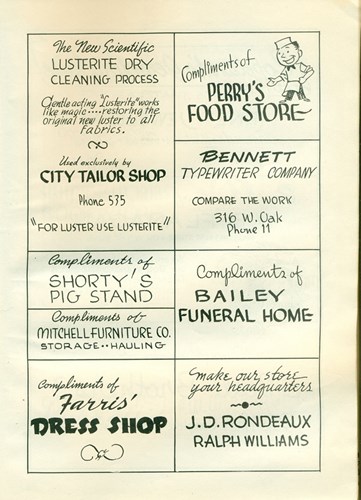 The New Scientific
LUSTERITE DRY
CLEANING PROCESS
Gentle acting "Lusterite" works
like magic....restoring the
original new luster to all
fabrics.
Used exclusively by
CITY TAILOR SHOP
Phone 535
"FOR LUSTER USE LUSTERITE"
Compliments of
SHORTY'S
PIG STAND
Compliments of
MITCHELL-FURNITURE CO.
STORAGE--HAULING
Compliments of
Farris'
DRESS SHOP
Compliments of
PERRY'S
FOOD STORE
BENNETT
TYPEWRITER COMPANY
COMPARE THE WORK
316 W. Oak
Phone 11
Compliments of
BAILEY
FUNERAL HOME
make our store
your headquarters
J.D. RONDEAUX
RALPH WILLIAMS